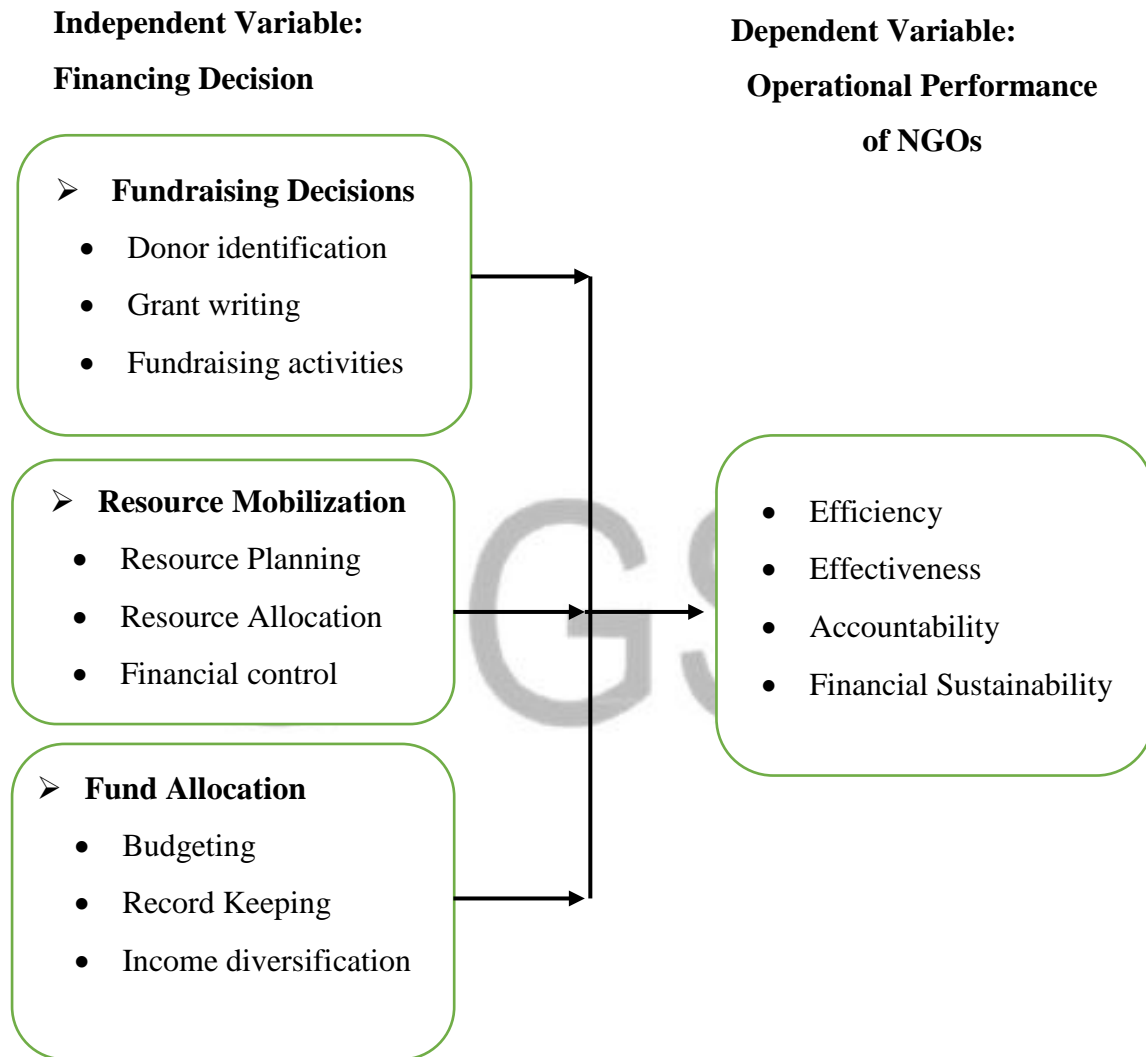 Independent Variable:
Financing Decision
Dependent Variable:
Operational Performance
of NGOs
➢ Fundraising Decisions
• Donor identification
• Grant writing
• Fundraising activities
➢ Resource Mobilization
• Resource Planning
• Resource Allocation
• Financial control
➢ Fund Allocation
• Budgeting
• Record Keeping
• Income diversification
• Efficiency
• Effectiveness
• Accountability
• Financial Sustainability
GS